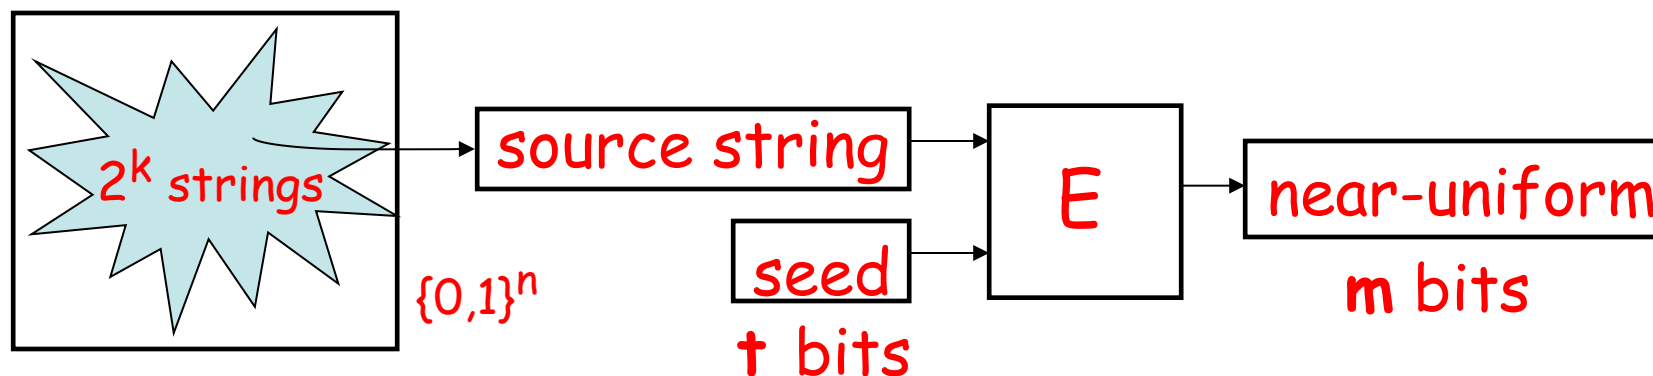 2^k strings
{0,1}^n
source string
seed
t bits
E
near-uniform
m bits